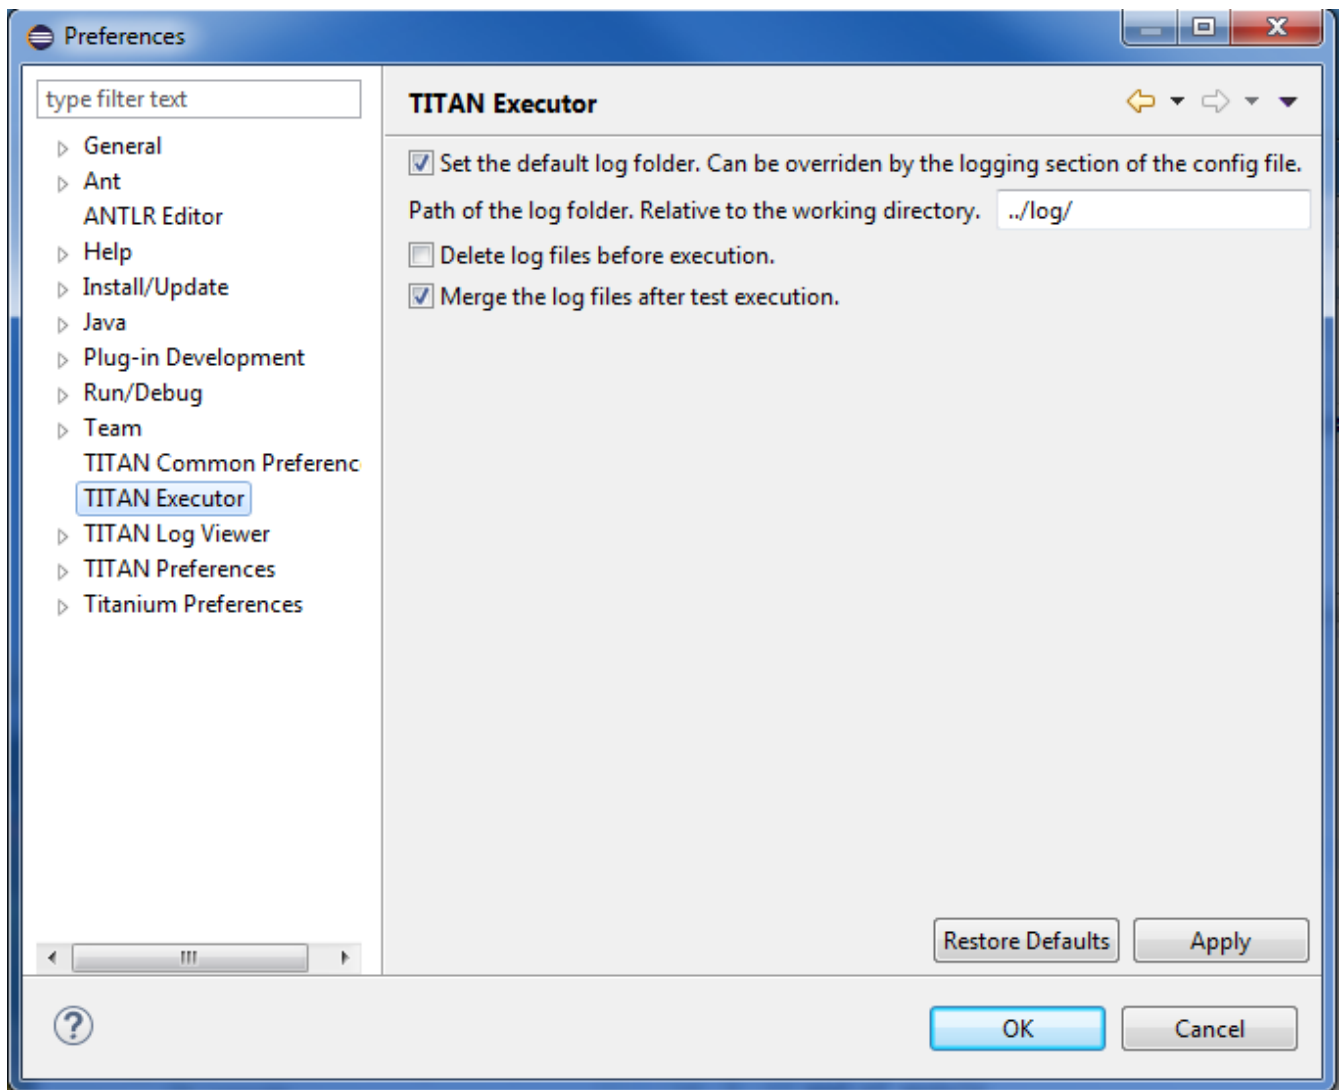 Preferences
type filter text
General
Ant
ANTLR Editor
Help
Install/Update
Java
Plug-in Development
Run/Debug
Team
TITAN Common Preferenc
TITAN Executor
TITAN Log Viewer
TITAN Preferences
Titanium Preferences
TITAN Executor
Set the default log folder. Can be overriden by the logging section of the config file.
Path of the log folder. Relative to the working directory. ../log/
Delete log files before execution.
Merge the log files after test execution.
Restore Defaults Apply
OK Cancel